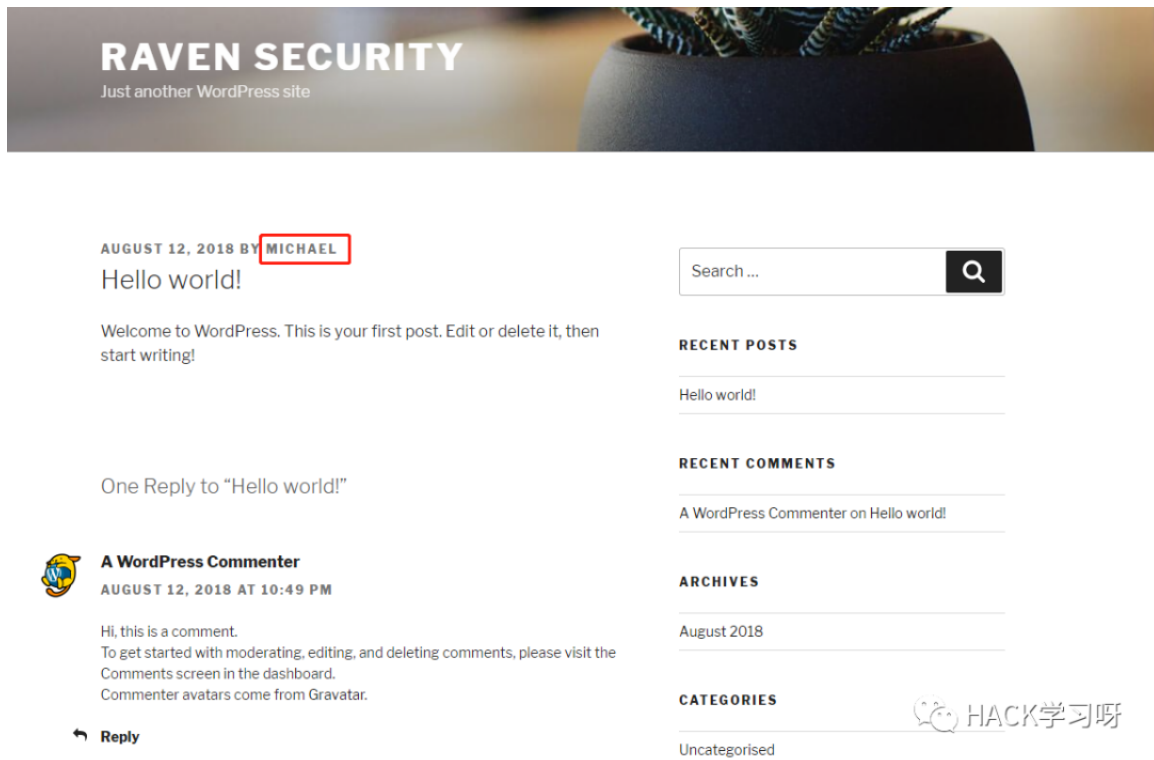 RAVEN SECURITY
Just another WordPress site
AUGUST 12, 2018 BY MICHAEL
Hello world!
Welcome to WordPress. This is your first post. Edit or delete it, then
start writing!
One Reply to “Hello world!”
A WordPress Commenter
AUGUST 12, 2018 AT 10:49 PM
Hi, this is a comment.
To get started with moderating, editing, and deleting comments, please visit the
Comments screen in the dashboard.
Commenter avatars come from Gravatar.
Reply
Search ...
RECENT POSTS
Hello world!
RECENT COMMENTS
A WordPress Commenter on Hello world!
ARCHIVES
August 2018
CATEGORIES
Uncategorised
HACK学习呀